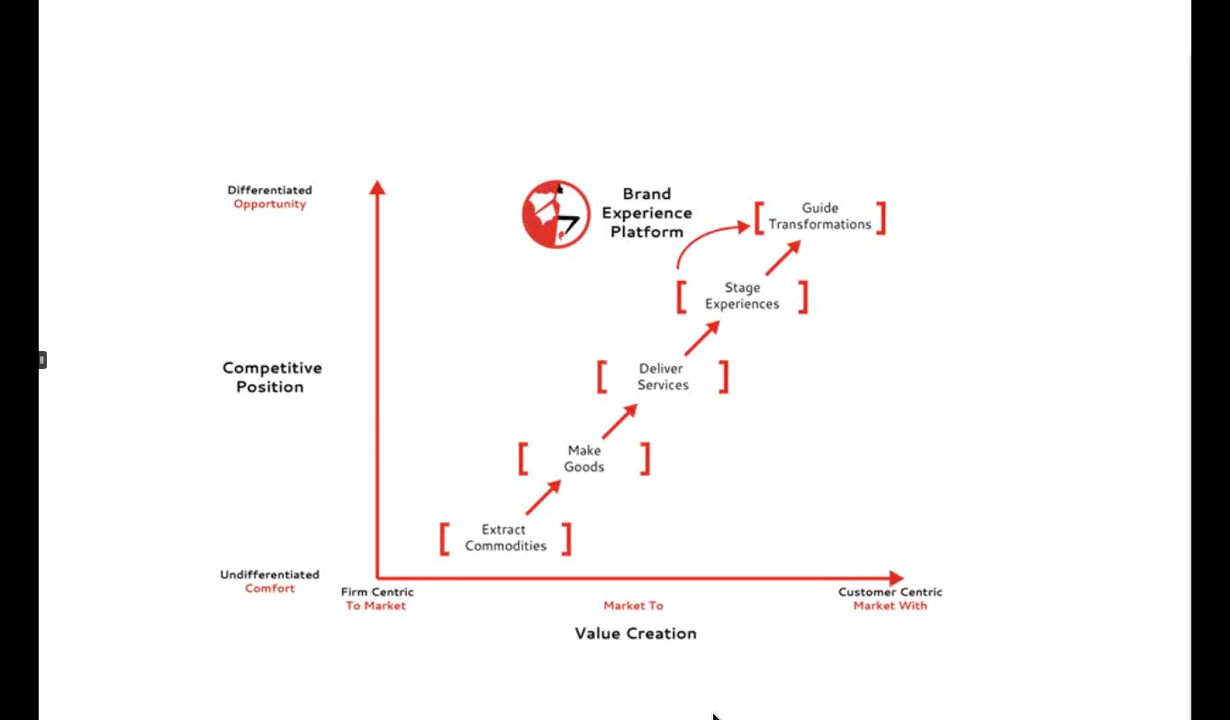 Differentiated
Opportunity
Brand
Experience
Platform
Guide
Transformations
Stage
Experiences
Competitive
Position
Deliver
Services
Make
Goods
Extract
Commodities
Undifferentiated
Comfort
Firm Centric
To Market
Market To
Customer Centric
Market With
Value Creation